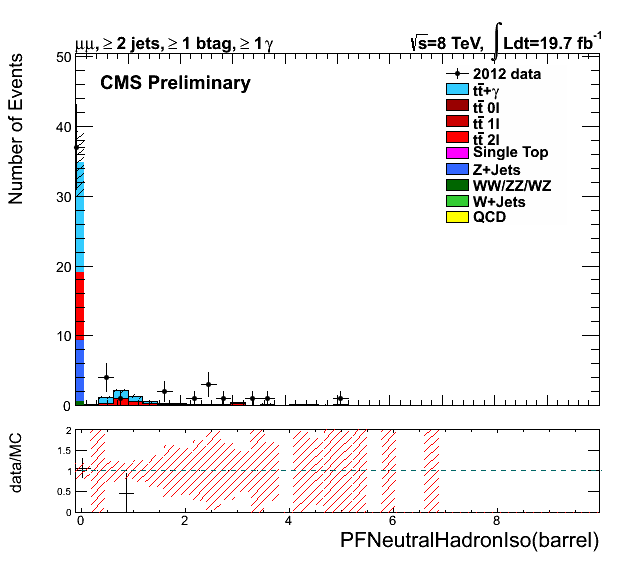 μμ, ≥ 2 jets, ≥ 1 btag, ≥ 1 γ
√s=8 TeV, ∫Ldt=19.7 fb⁻¹
CMS Preliminary
2012 data
tt̄+γ
tt̄ 0l
tt̄ 1l
tt̄ 2l
Single Top
Z+Jets
WW/ZZ/WZ
W+Jets
QCD
Number of Events
50
40
30
20
10
0
data/MC
2
1.5
1
0.5
0
0 2 4 6 8
PFNeutralHadronIso(barrel)